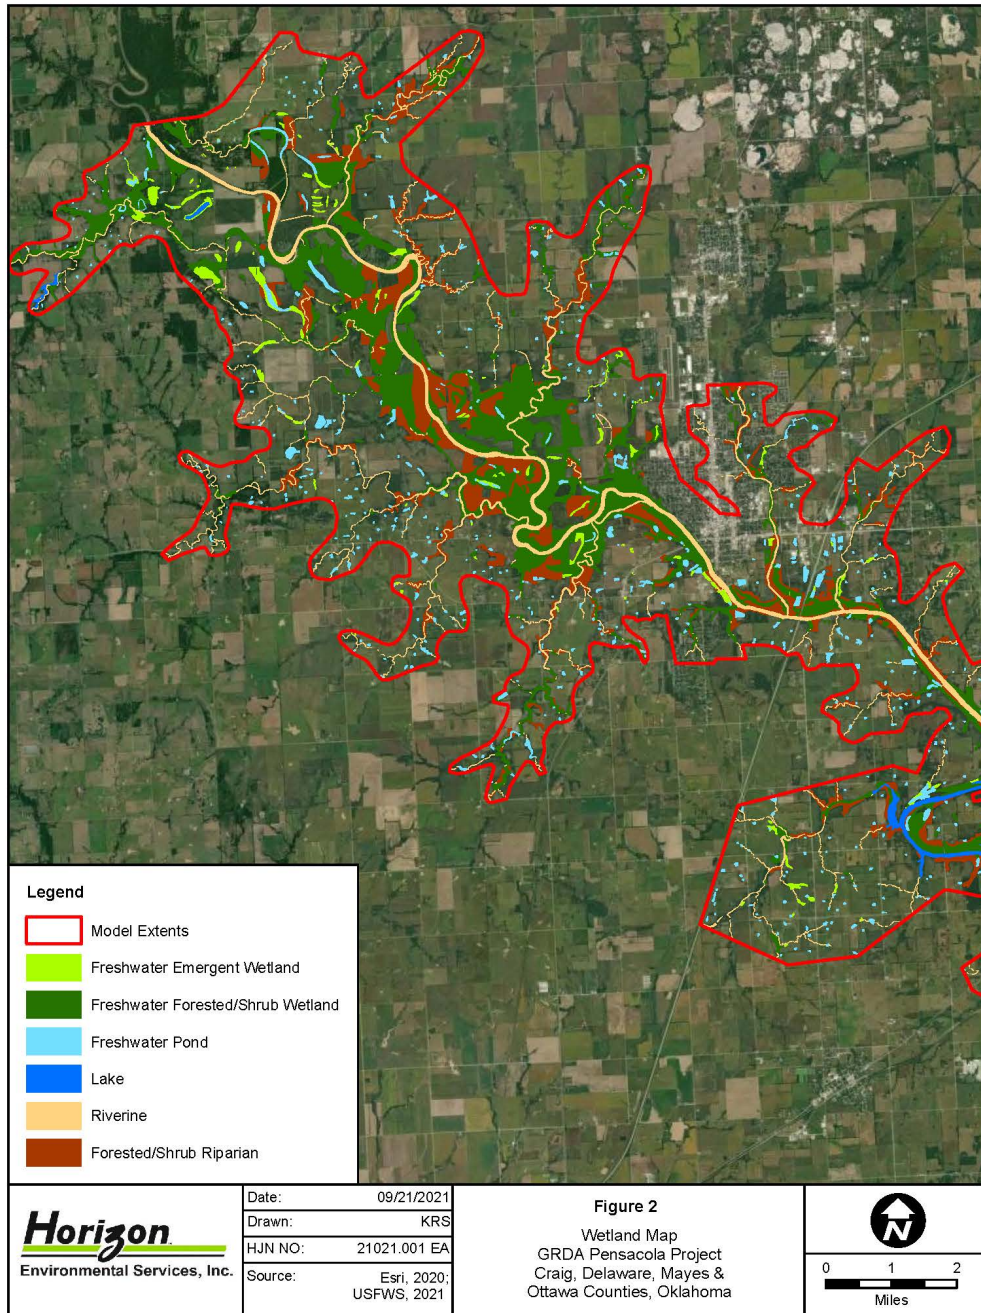 Legend
Model Extents
Freshwater Emergent Wetland
Freshwater Forested/Shrub Wetland
Freshwater Pond
Lake
Riverine
Forested/Shrub Riparian
Horizon
Environmental Services, Inc.
Date: 09/21/2021
Drawn: KRS
HJN NO: 21021.001 EA
Source: Esri, 2020;
USFWS, 2021
Figure 2
Wetland Map
GRDA Pensacola Project
Craig, Delaware, Mayes &
Ottawa Counties, Oklahoma
N
0 1 2
Miles